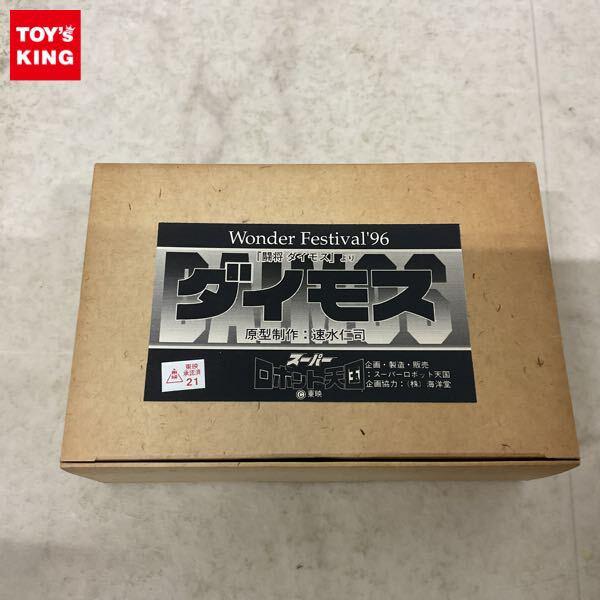 TOY's
KING
Wonder Festival'96
「闘将 ダイモス」より
DAIMOS
ダイモス
原型制作：速水仁司
スーパー
ロボット天国
企画・製造・販売
：スーパーロボット天国
企画協力：（株）海洋堂
©東映
東映
承認済
21